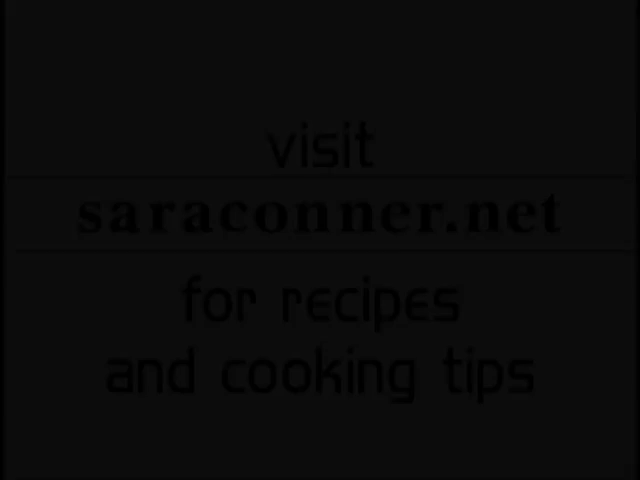 visit
saraconner.net
for recipes
and cooking tips